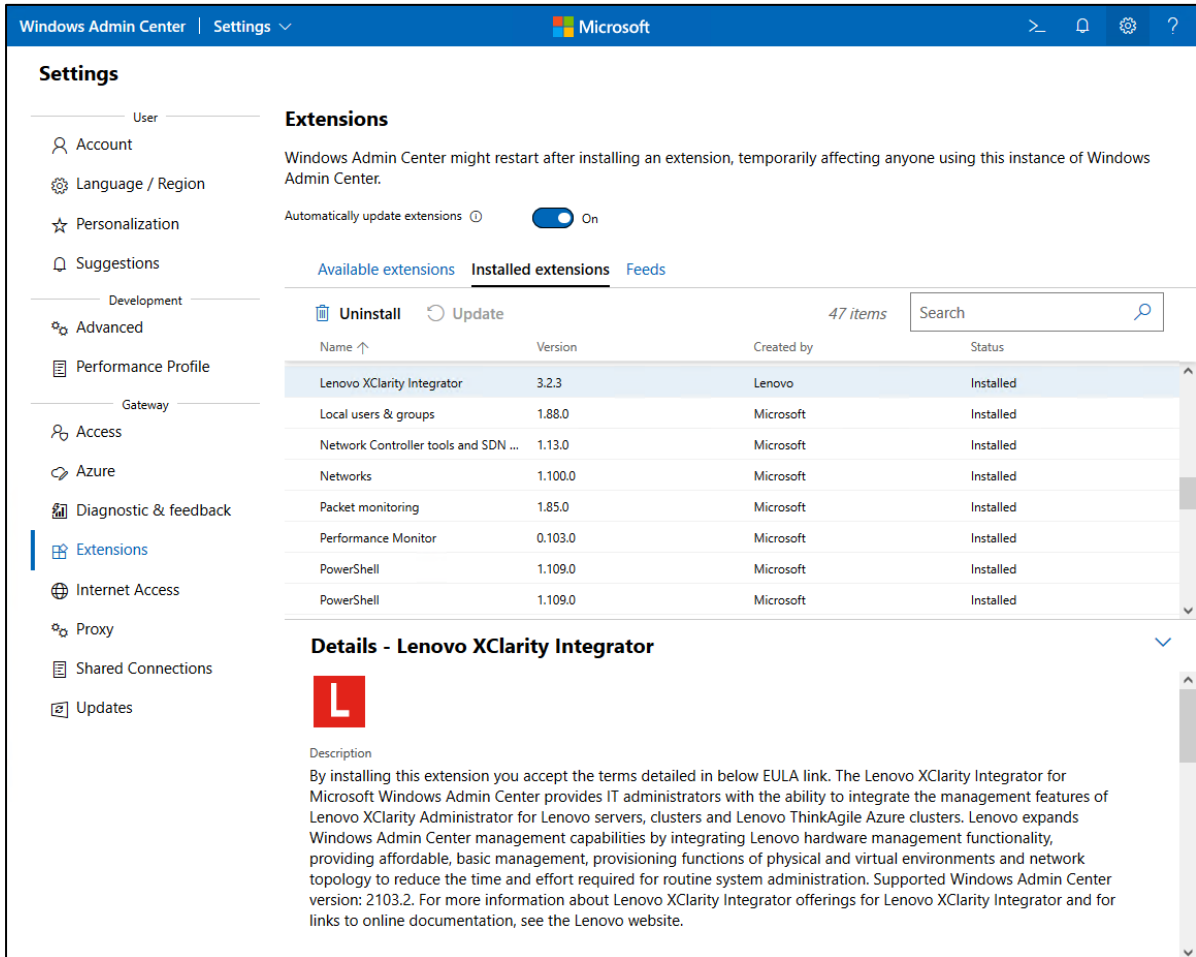 Windows Admin Center | Settings
Microsoft
>_
?
Settings
User
Account
Language / Region
Personalization
Suggestions
Development
Advanced
Performance Profile
Gateway
Access
Azure
Diagnostic & feedback
Extensions
Internet Access
Proxy
Shared Connections
Updates
Extensions
Windows Admin Center might restart after installing an extension, temporarily affecting anyone using this instance of Windows
Admin Center.
Automatically update extensions
On
Available extensions Installed extensions Feeds
Uninstall Update 47 items Search
Name ↑ Version Created by Status
Lenovo XClarity Integrator 3.2.3 Lenovo Installed
Local users & groups 1.88.0 Microsoft Installed
Network Controller tools and SDN ... 1.13.0 Microsoft Installed
Networks 1.100.0 Microsoft Installed
Packet monitoring 1.85.0 Microsoft Installed
Performance Monitor 0.103.0 Microsoft Installed
PowerShell 1.109.0 Microsoft Installed
PowerShell 1.109.0 Microsoft Installed
Details - Lenovo XClarity Integrator
L
Description
By installing this extension you accept the terms detailed in below EULA link. The Lenovo XClarity Integrator for
Microsoft Windows Admin Center provides IT administrators with the ability to integrate the management features of
Lenovo XClarity Administrator for Lenovo servers, clusters and Lenovo ThinkAgile Azure clusters. Lenovo expands
Windows Admin Center management capabilities by integrating Lenovo hardware management functionality,
providing affordable, basic management, provisioning functions of physical and virtual environments and network
topology to reduce the time and effort required for routine system administration. Supported Windows Admin Center
version: 2103.2. For more information about Lenovo XClarity Integrator offerings for Lenovo XClarity Integrator and for
links to online documentation, see the Lenovo website.